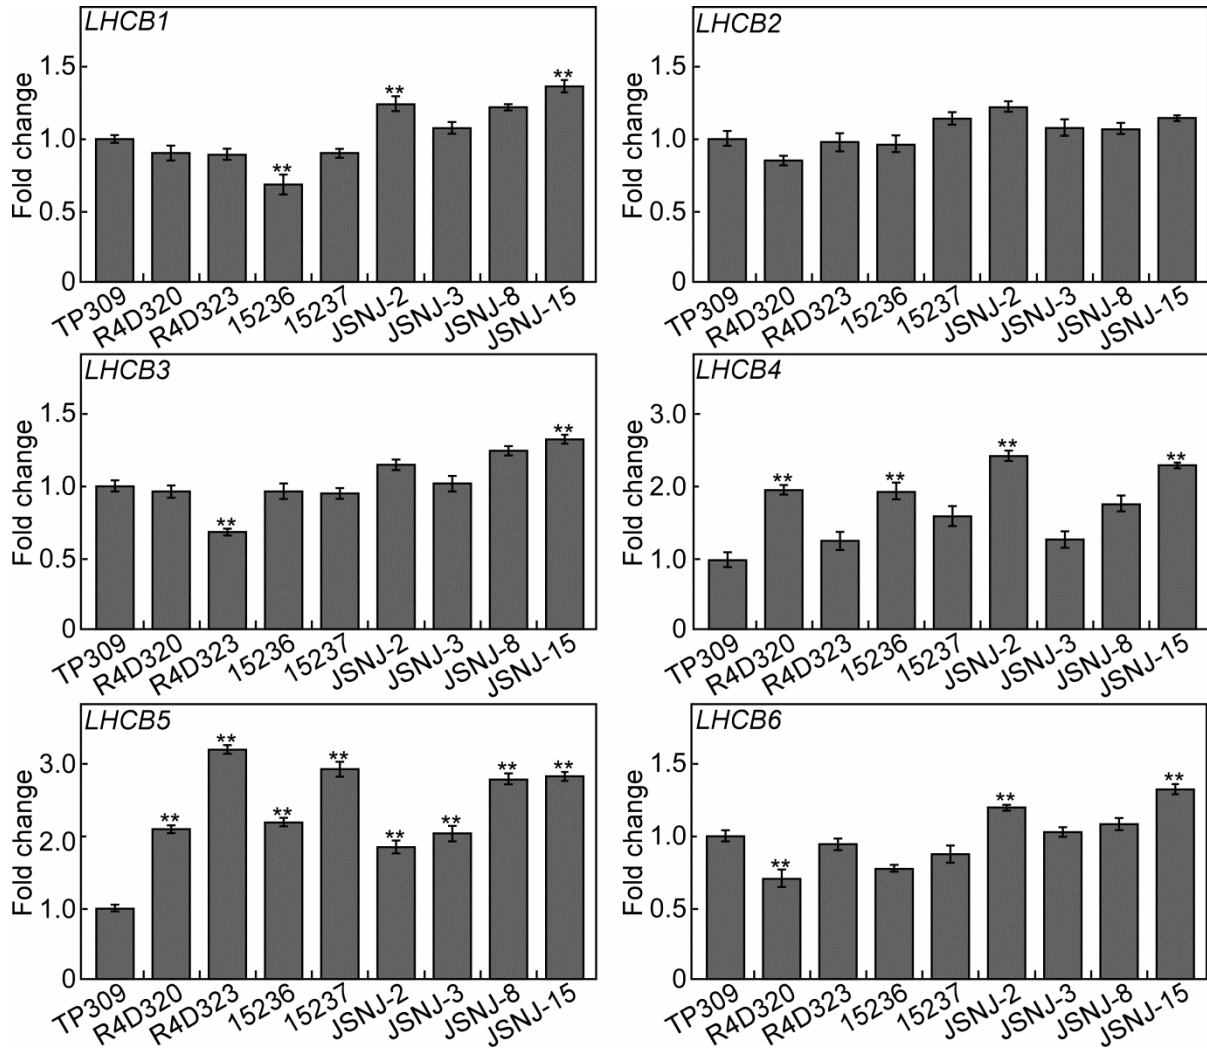 LHCB1
Fold change
1.5
1.0
0.5
0
** ** **
TP309 R4D320 R4D323 15236 15237 JSNJ-2 JSNJ-3 JSNJ-8 JSNJ-15
LHCB2
Fold change
1.5
1.0
0.5
0
TP309 R4D320 R4D323 15236 15237 JSNJ-2 JSNJ-3 JSNJ-8 JSNJ-15
LHCB3
Fold change
1.5
1.0
0.5
0
** **
TP309 R4D320 R4D323 15236 15237 JSNJ-2 JSNJ-3 JSNJ-8 JSNJ-15
LHCB4
Fold change
3.0
2.0
1.0
0
** ** ** **
TP309 R4D320 R4D323 15236 15237 JSNJ-2 JSNJ-3 JSNJ-8 JSNJ-15
LHCB5
Fold change
3.0
2.0
1.0
0
** ** ** ** ** ** ** **
TP309 R4D320 R4D323 15236 15237 JSNJ-2 JSNJ-3 JSNJ-8 JSNJ-15
LHCB6
Fold change
1.5
1.0
0.5
0
** ** **
TP309 R4D320 R4D323 15236 15237 JSNJ-2 JSNJ-3 JSNJ-8 JSNJ-15